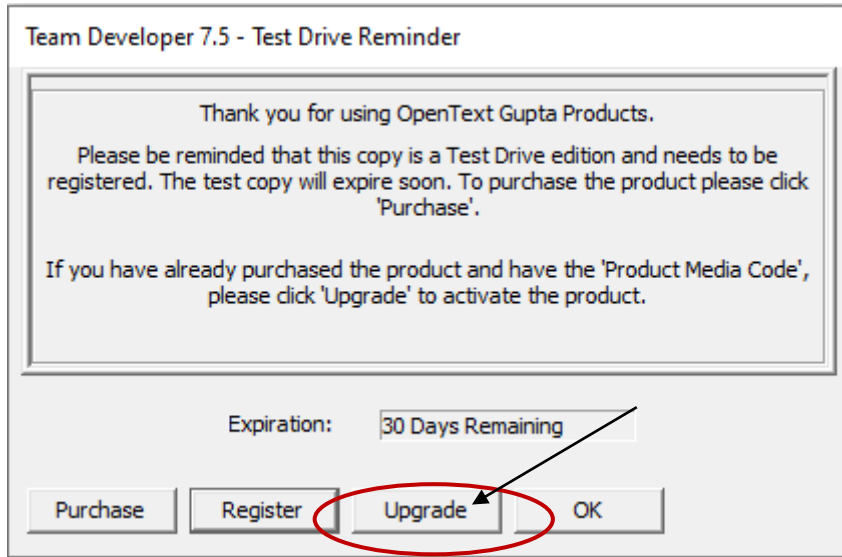 Team Developer 7.5 - Test Drive Reminder
Thank you for using OpenText Gupta Products.
Please be reminded that this copy is a Test Drive edition and needs to be
registered. The test copy will expire soon. To purchase the product please click
'Purchase'.
If you have already purchased the product and have the 'Product Media Code',
please click 'Upgrade' to activate the product.
Expiration: 30 Days Remaining
Purchase Register Upgrade OK